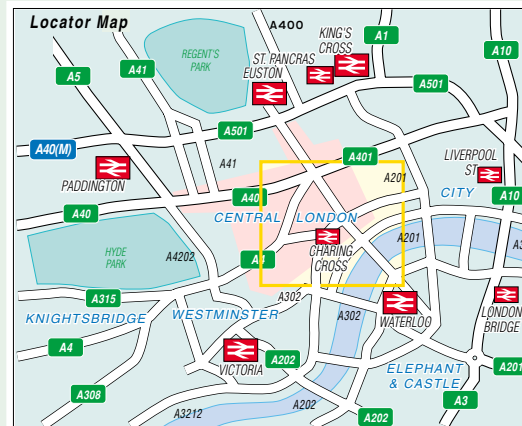 Locator Map
A400
KING'S
CROSS
A1
A10
REGENT'S
PARK
ST. PANCRAS
EUSTON
A41
A5
A501
A501
A40(M)
A41
A401
LIVERPOOL
ST
PADDINGTON
A201
A40
CITY
A10
A40
CENTRAL LONDON
A201
HYDE
PARK
A4202
A4
CHARING
CROSS
A315
A302
LONDON
BRIDGE
KNIGHTSBRIDGE
WESTMINSTER
A302
WATERLOO
A4
VICTORIA
A202
A201
ELEPHANT
& CASTLE
A308
A3
A3212
A202
A202